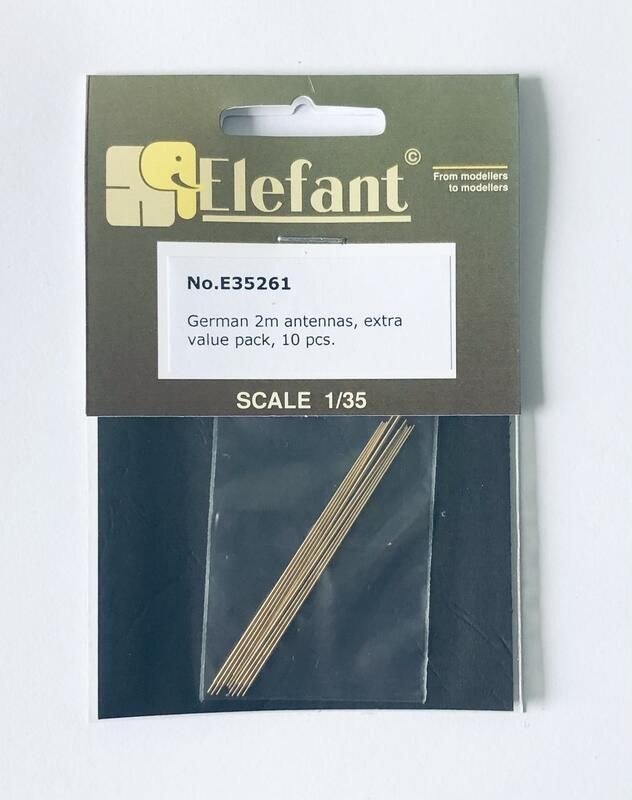 Elefant ©
From modellers
to modellers
No.E35261
German 2m antennas, extra
value pack, 10 pcs.
SCALE 1/35